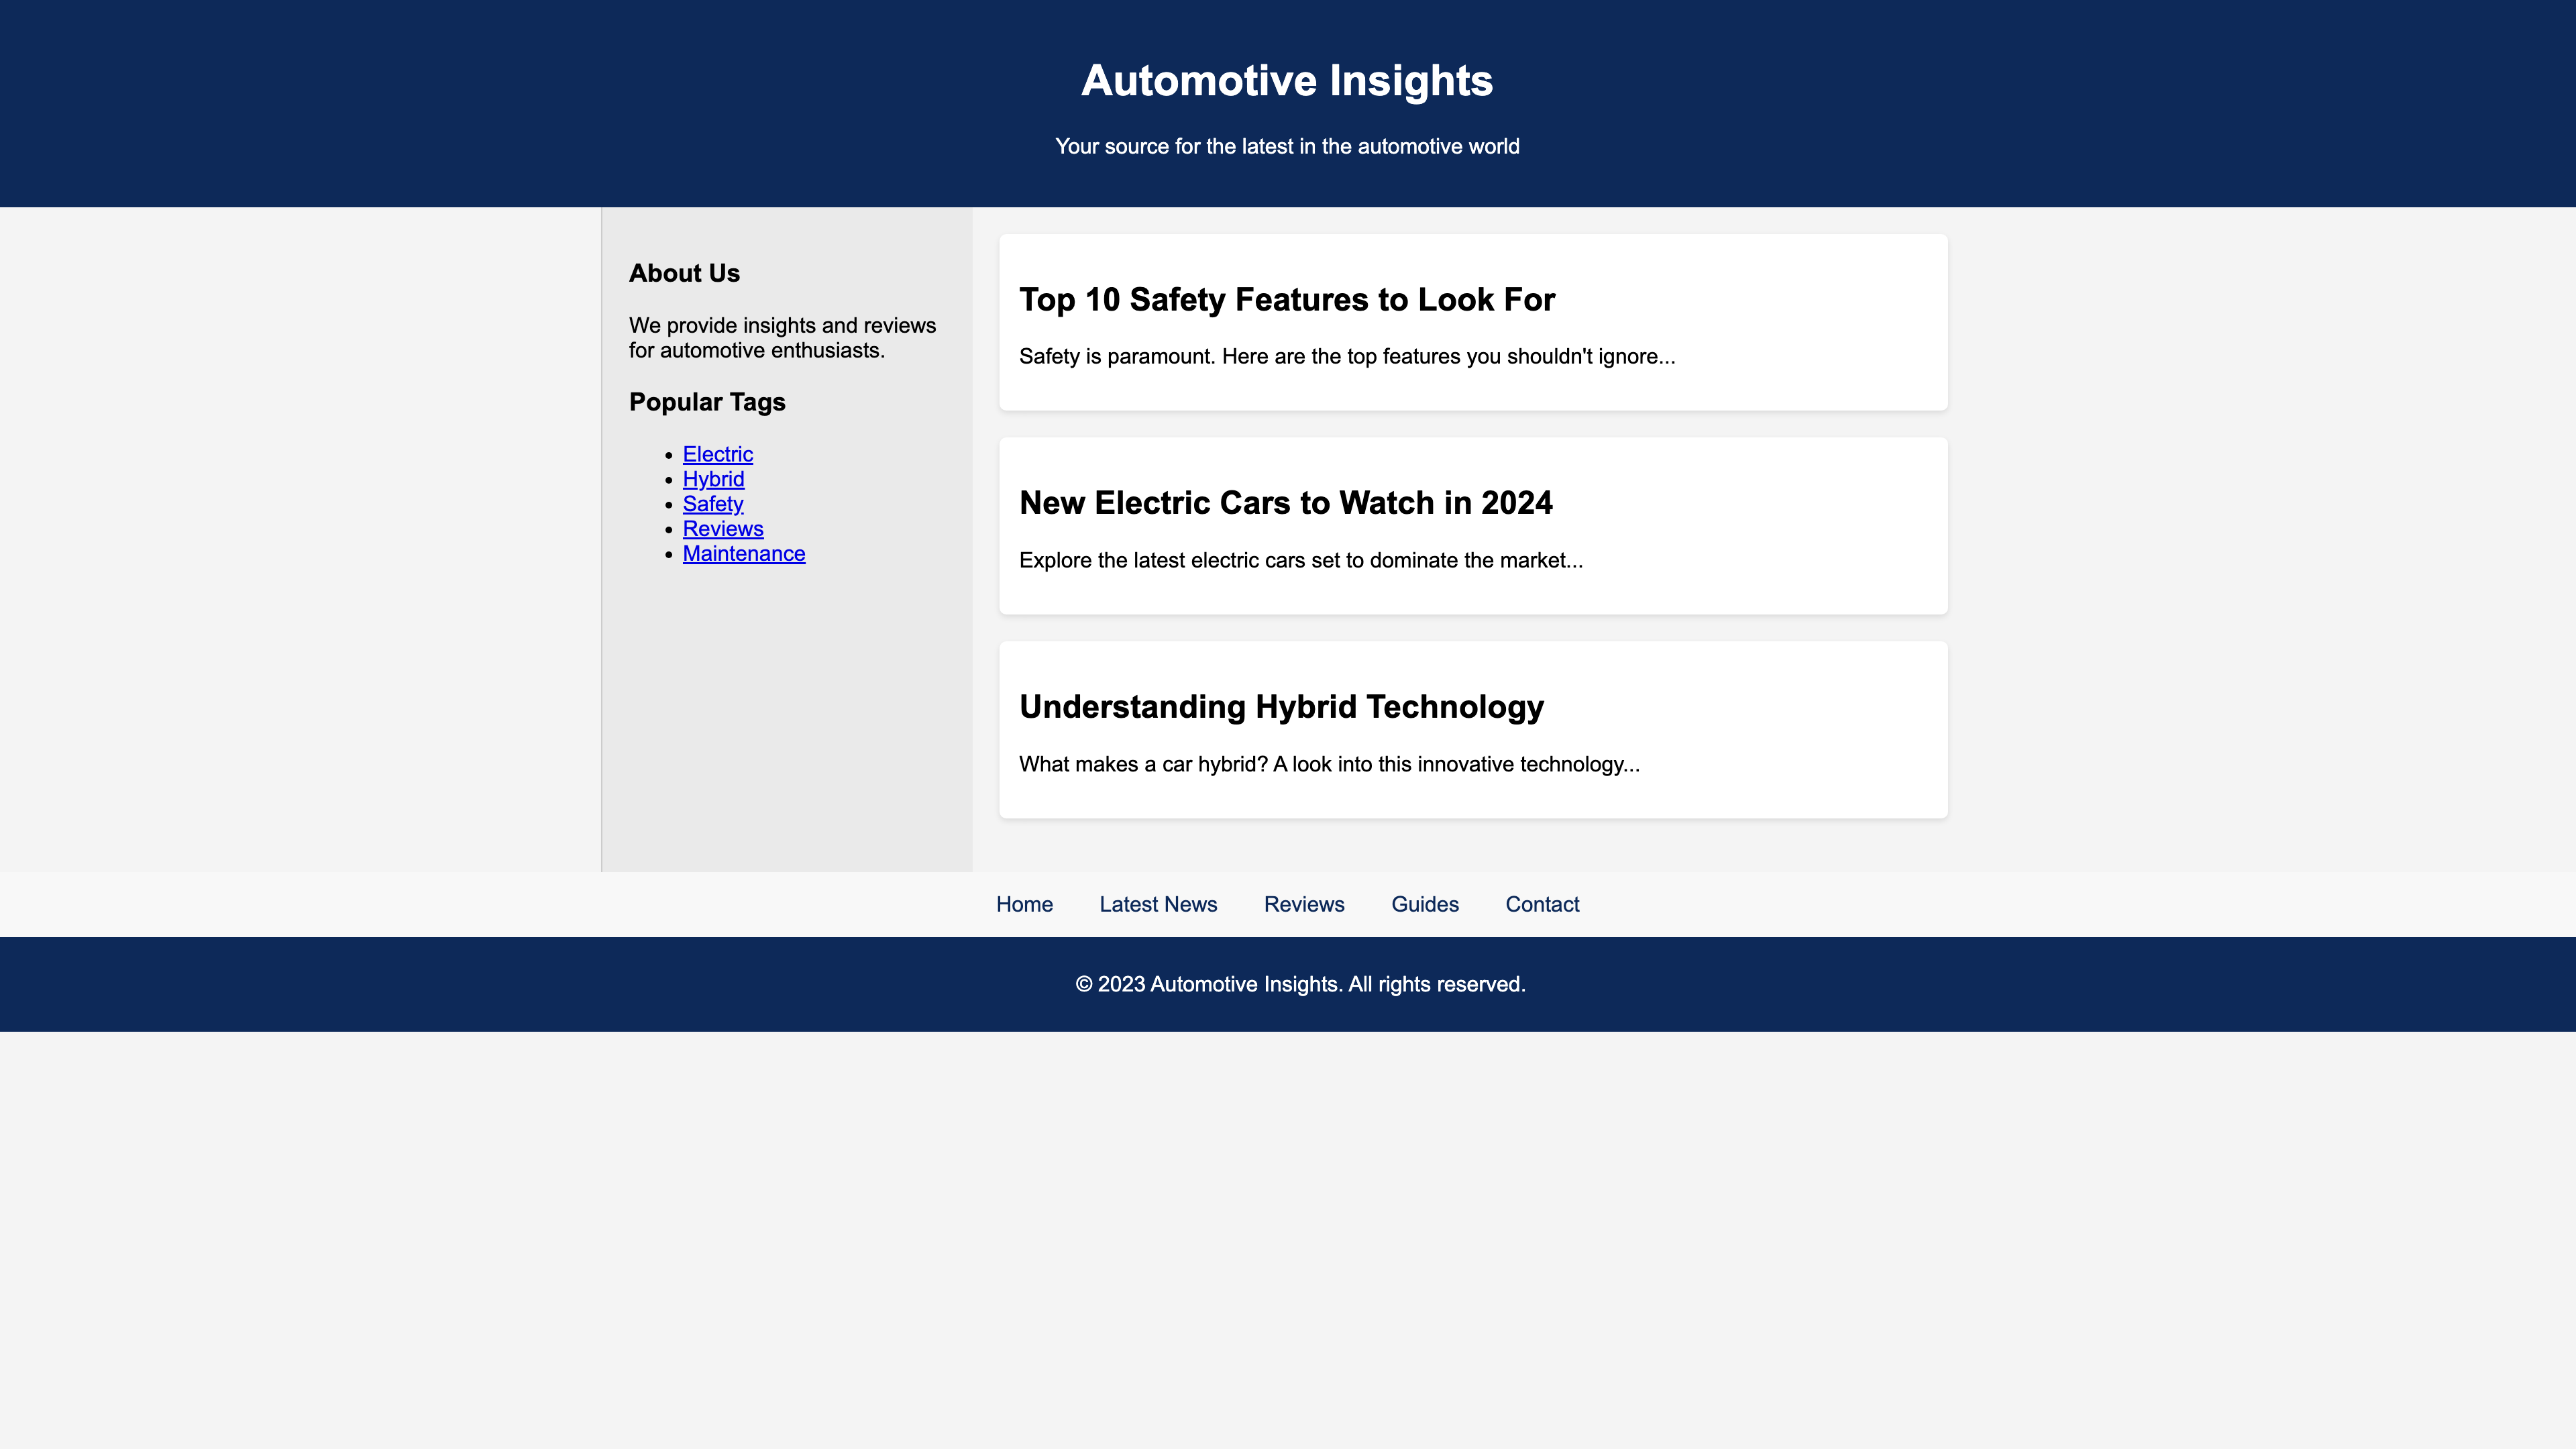 Automotive Insights
Your source for the latest in the automotive world
About Us
We provide insights and reviews
for automotive enthusiasts.
Popular Tags
Electric
Hybrid
Safety
Reviews
Maintenance
Top 10 Safety Features to Look For
Safety is paramount. Here are the top features you shouldn't ignore...
New Electric Cars to Watch in 2024
Explore the latest electric cars set to dominate the market...
Understanding Hybrid Technology
What makes a car hybrid? A look into this innovative technology...
Home Latest News Reviews Guides Contact
© 2023 Automotive Insights. All rights reserved.